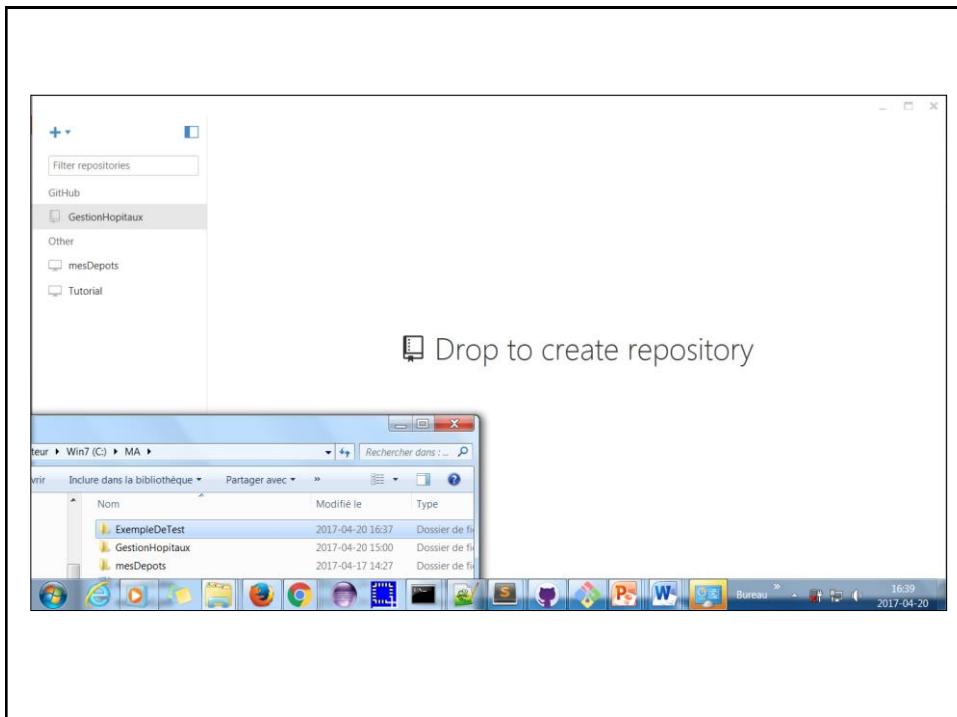 Filter repositories
GitHub
GestionHopitaux
Other
mesDepots
Tutorial
Drop to create repository
teur ▸ Win7 (C:) ▸ MA ▸ Rechercher dans : ...
vrir Inclure dans la bibliothèque Partager avec »
Nom Modifié le Type
ExempleDeTest 2017-04-20 16:37 Dossier de fi
GestionHopitaux 2017-04-20 15:00 Dossier de fi
mesDepots 2017-04-17 14:27 Dossier de fi
Bureau » 16:39
2017-04-20